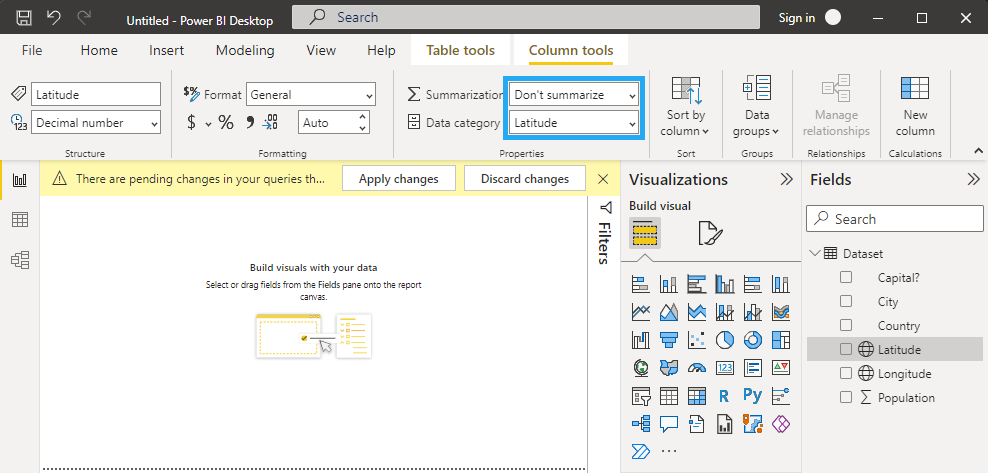 Untitled - Power BI Desktop
Search
Sign in
File Home Insert Modeling View Help Table tools Column tools
Latitude
Decimal number
Structure
$% Format General
$ % 9 .00 Auto
Formatting
Σ Summarization Don't summarize
Data category Latitude
Properties
Sort by
column
Sort
Data
groups
Groups
Manage
relationships
Relationships
New
column
Calculations
There are pending changes in your queries th... Apply changes Discard changes
Build visuals with your data
Select or drag fields from the Fields pane onto the report
canvas.
Filters
Visualizations
Build visual
123
R Py
...
Fields
Search
Dataset
Capital?
City
Country
Latitude
Longitude
Σ Population